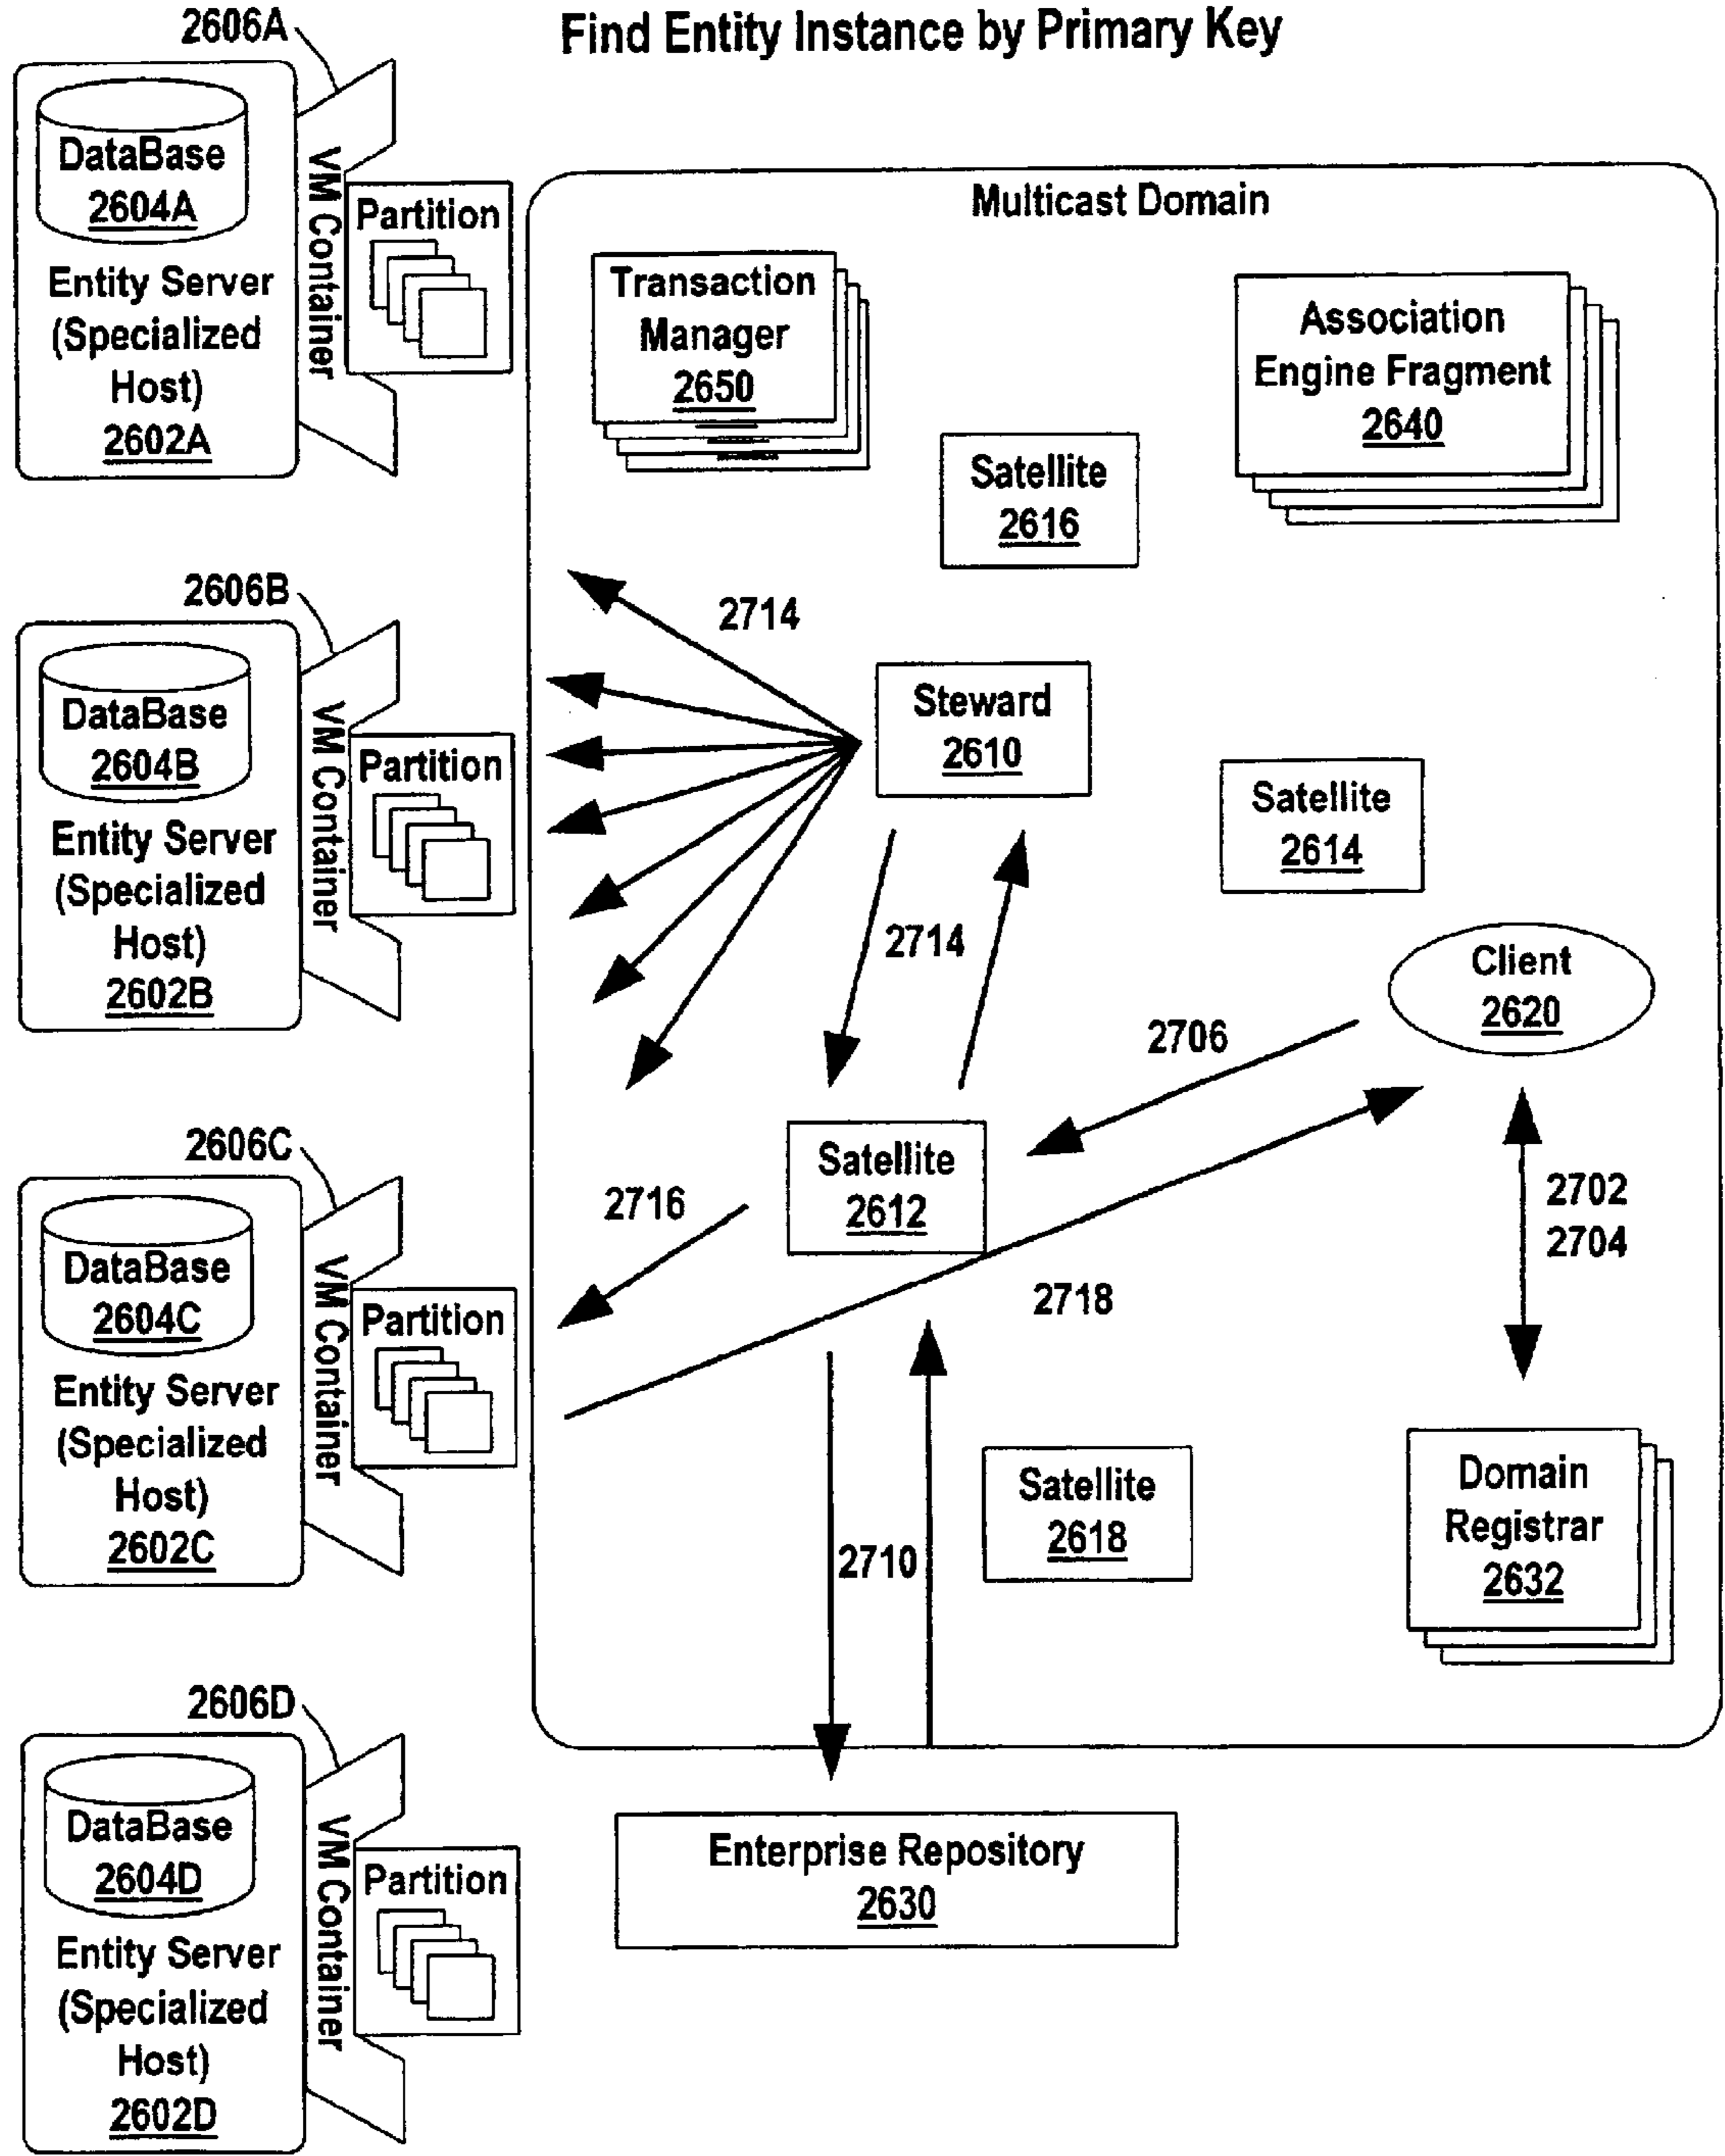 Find Entity Instance by Primary Key
2606A
DataBase
2604A
Entity Server
(Specialized
Host)
2602A
VM Container
Partition
2606B
DataBase
2604B
Entity Server
(Specialized
Host)
2602B
VM Container
Partition
2606C
DataBase
2604C
Entity Server
(Specialized
Host)
2602C
VM Container
Partition
2606D
DataBase
2604D
Entity Server
(Specialized
Host)
2602D
VM Container
Partition
Multicast Domain
Transaction
Manager
2650
Association
Engine Fragment
2640
Satellite
2616
2714
Steward
2610
Satellite
2614
2714
Client
2620
2706
Satellite
2612
2716
2702
2704
2718
Satellite
2618
2710
Domain
Registrar
2632
Enterprise Repository
2630